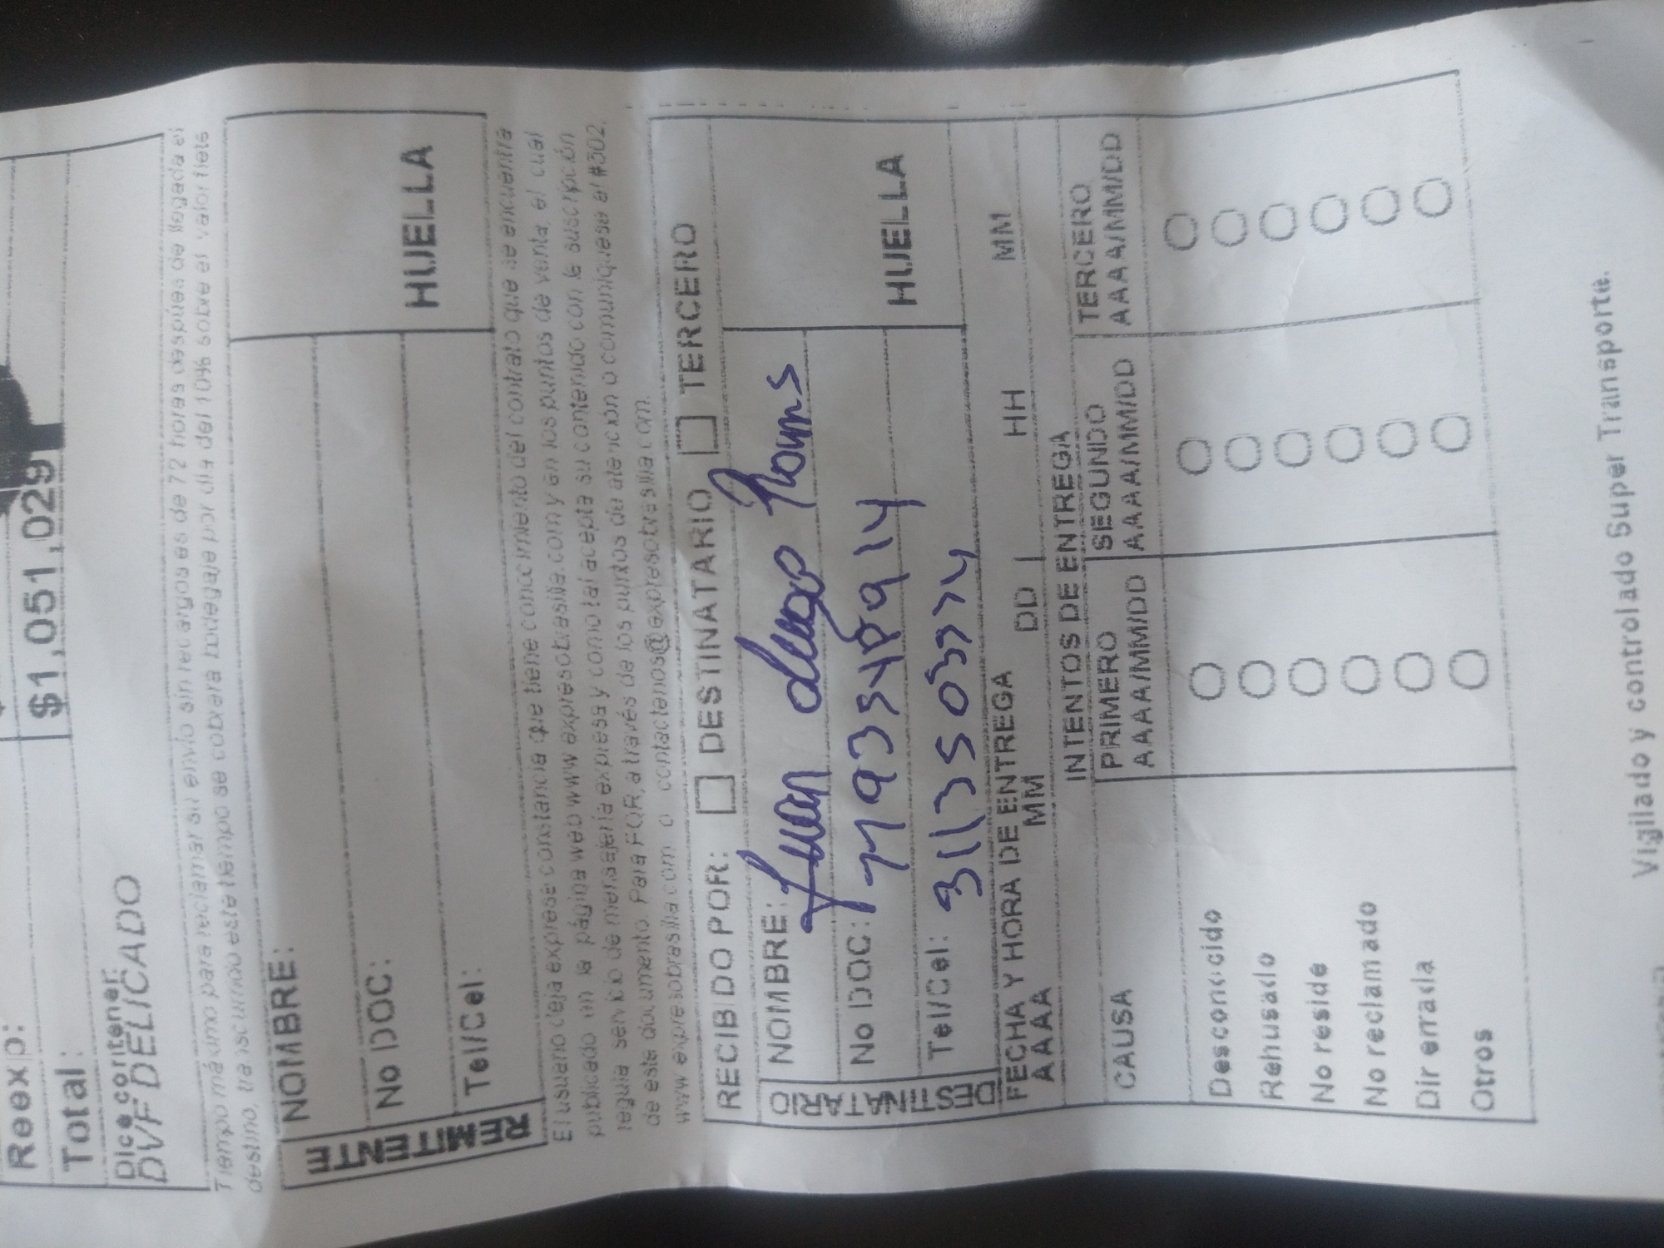 Reexp:
Total: $1,051,029
Dice contener:
DVF DELICADO
Tiempo máximo para reclamar su envío sin recargos es de 72 horas después de llegada el
destino, transcurrido este tiempo se cobrara bodegaje por día del 10% sobre el valor flete
REMITENTE
NOMBRE:
No DOC:
Tel/Cel:
HUELLA
El usuario deja expresa constancia que tiene conocimiento del contrato que se encuentra
publicado en la página web www.expresobrasilia.com y en los puntos de venta, el cual
regula servicio de mensajería expresa y como tal acepta su contenido con la suscripción
de este documento. Para PQR, a través de los puntos de atención o comuníquese al #502,
www.expresobrasilia.com o contactenos@expresobrasilia.com.
RECIBIDO POR: DESTINATARIO TERCERO
DESTINATARIO
NOMBRE: Juan
No DOC:
Tel/Cel:
HUELLA
FECHA Y HORA DE ENTREGA
AAAA MM DD HH MM
INTENTOS DE ENTREGA
CAUSA PRIMERO SEGUNDO TERCERO
AAAA/MM/DD AAAA/MM/DD AAAA/MM/DD
Desconocido
Rehusado
No reside
No reclamado
Dir errada
Otros
Vigilado y controlado Super Transporte.